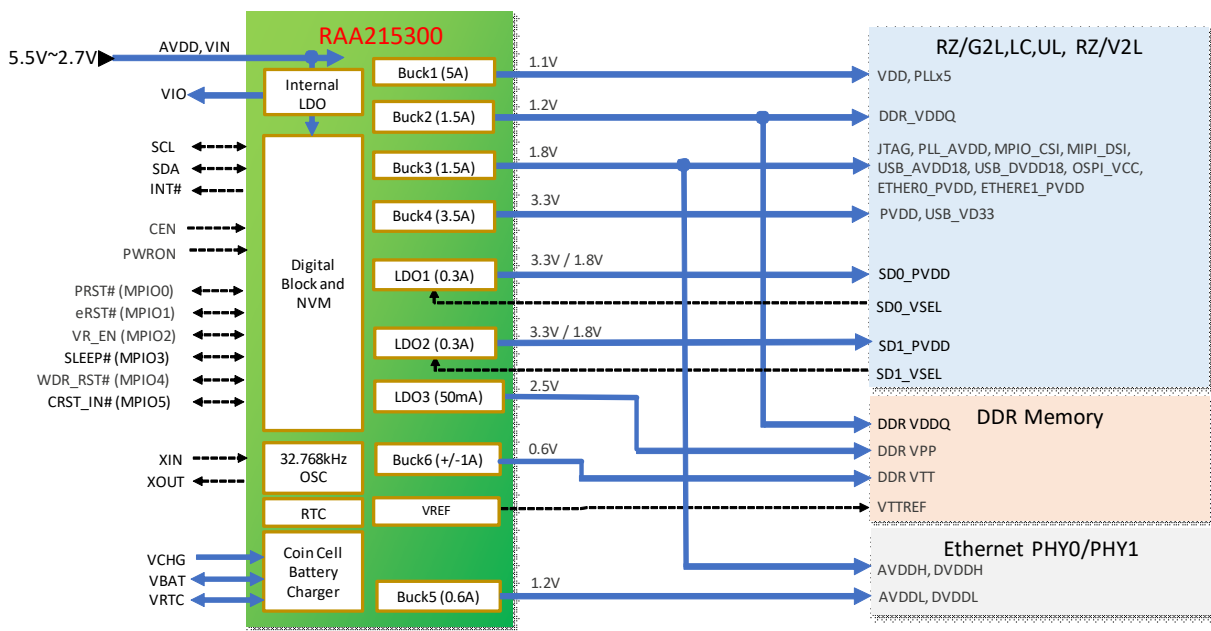 RAA215300
5.5V~2.7V
AVDD, VIN
VIO
SCL
SDA
INT#
CEN
PWRON
PRST# (MPIO0)
eRST# (MPIO1)
VR_EN (MPIO2)
SLEEP# (MPIO3)
WDR_RST# (MPIO4)
CRST_IN# (MPIO5)
XIN
XOUT
VCHG
VBAT
VRTC
Internal
LDO
Digital
Block and
NVM
32.768kHz
OSC
RTC
Coin Cell
Battery
Charger
Buck1 (5A)
Buck2 (1.5A)
Buck3 (1.5A)
Buck4 (3.5A)
LDO1 (0.3A)
LDO2 (0.3A)
LDO3 (50mA)
Buck6 (+/-1A)
VREF
Buck5 (0.6A)
1.1V
1.2V
1.8V
3.3V
3.3V / 1.8V
3.3V / 1.8V
2.5V
0.6V
1.2V
RZ/G2L,LC,UL, RZ/V2L
VDD, PLLx5
DDR_VDDQ
JTAG, PLL_AVDD, MPIO_CSI, MIPI_DSI,
USB_AVDD18, USB_DVDD18, OSPI_VCC,
ETHER0_PVDD, ETHERE1_PVDD
PVDD, USB_VD33
SD0_PVDD
SD0_VSEL
SD1_PVDD
SD1_VSEL
DDR Memory
DDR VDDQ
DDR VPP
DDR VTT
VTTREF
Ethernet PHY0/PHY1
AVDDH, DVDDH
AVDDL, DVDDL